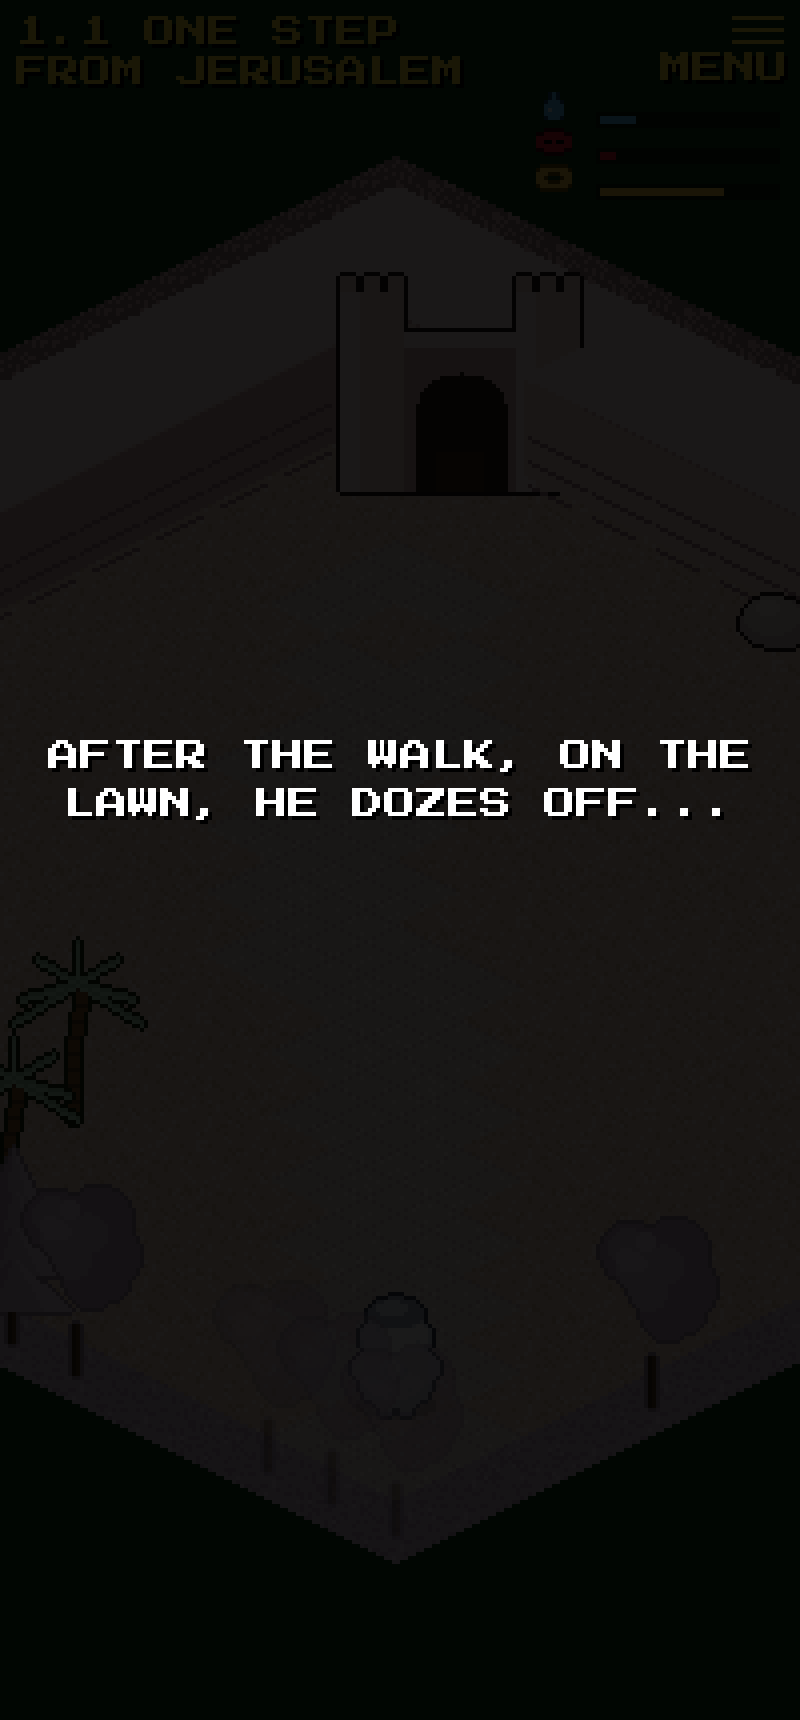 1.1 ONE STEP
FROM JERUSALEM
MENU
AFTER THE WALK, ON THE
LAWN, HE DOZES OFF...